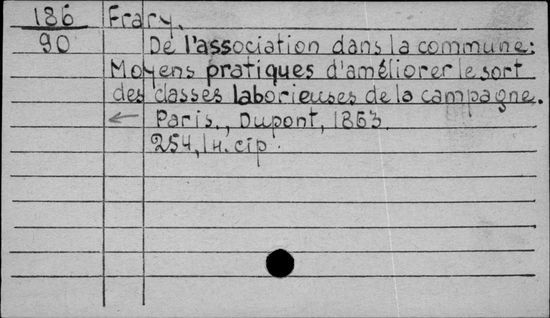 186 Frary.
90 De l'association dans la commune:
Moyens pratiques d'améliorer le sort
des classes laborieuses de la campagne.
← Paris., Dupont, 1863.
254, 1 н. стр.